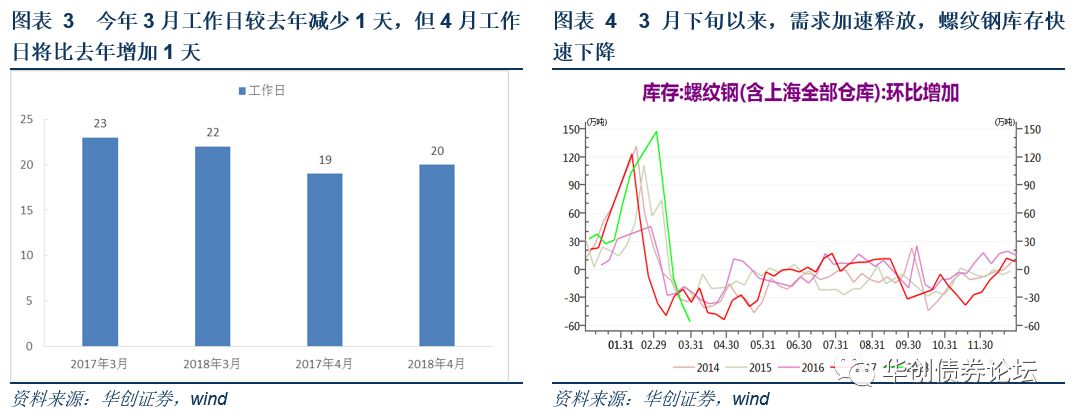 图表 3 今年 3 月工作日较去年减少 1 天，但 4 月工作
日将比去年增加 1 天
工作日
25
20
15
10
5
0
23
22
19
20
2017年3月 2018年3月 2017年4月 2018年4月
资料来源：华创证券，wind
图表 4 3 月下旬以来，需求加速释放，螺纹钢库存快
速下降
库存:螺纹钢(含上海全部仓库):环比增加
(万吨) (万吨)
150 150
120 120
90 90
60 60
30 30
0 0
-30 -30
-60 -60
01.31 02.29 03.31 04.30 05.31 06.30 07.31 08.31 09.30 10.31 11.30
2014 2015 2016
华创债券论坛
资料来源：华创证券，wind